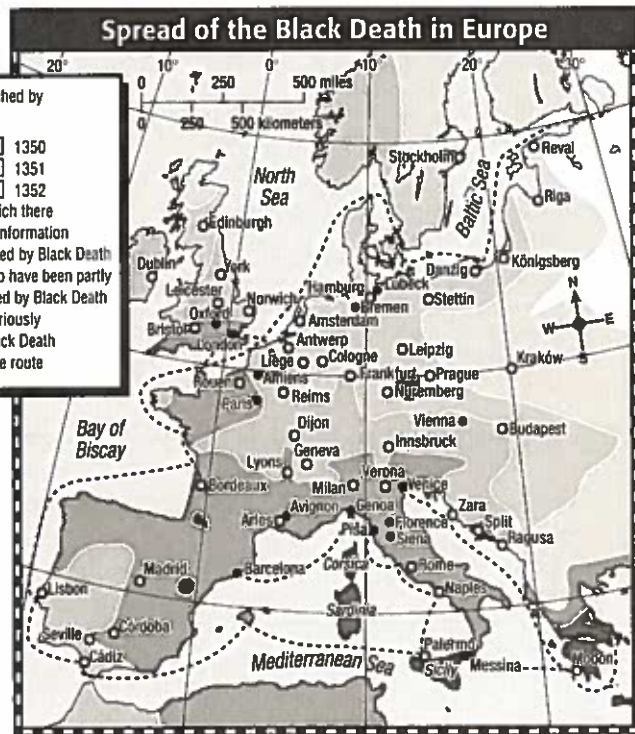 Spread of the Black Death in Europe
20° 10° 0° 10° 20° 30°
0 250 500 miles
0 250 500 kilometers
ched by
1350
1351
1352
ich there
nformation
ted by Black Death
o have been partly
ed by Black Death
riously
ack Death
e route
North
Sea
Baltic Sea
Stockholm
Reval
Riga
Edinburgh
Dublin
York
Leicester
Norwich
Oxford
Bristol
London
Hamburg
Lübeck
Bremen
Danzig
Königsberg
Stettin
Amsterdam
Antwerp
Liège
Cologne
Leipzig
N
W E
S
Rouen
Amiens
Frankfurt
Prague
Kraków
Paris
Reims
Nuremberg
Bay of
Biscay
Dijon
Vienna
Budapest
Geneva
Innsbruck
Lyons
Bordeaux
Milan
Verona
Venice
Zara
Avignon
Genoa
Arles
Pisa
Florence
Siena
Split
Ragusa
Madrid
Barcelona
Corsica
Rome
Lisbon
Sardinia
Naples
Seville
Córdoba
Cádiz
Mediterranean Sea
Palermo
Sicily
Messina
Modon